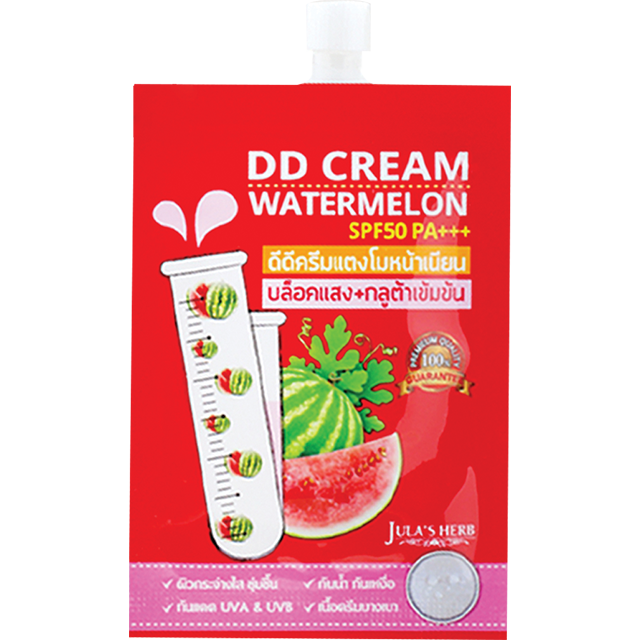 DD CREAM
WATERMELON
SPF50 PA+++
ดีดีครีมแตงโมหน้าเนียน
บล็อคแสง+กลูต้าเข้มข้น
PREMIUM QUALITY
100%
GUARANTEE
JULA'S HERB
✓ ผิวกระจ่างใส ชุ่มชื้น
✓ กันน้ำ กันเหงื่อ
✓ กันแดด UVA & UVB
✓ เนื้อครีมบางเบา